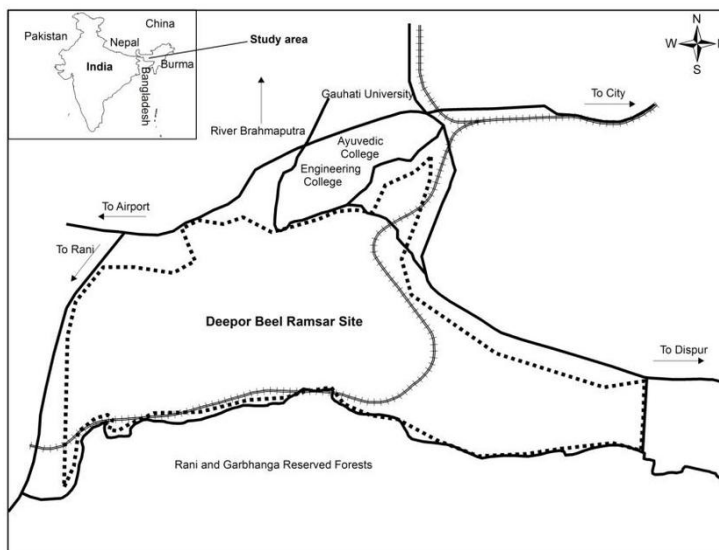 China
Pakistan
Nepal
Study area
India
Burma
Bangladesh
N
W
E
S
To City
Gauhati University
River Brahmaputra
Ayuvedic
College
Engineering
College
To Airport
To Rani
Deepor Beel Ramsar Site
To Dispur
Rani and Garbhanga Reserved Forests